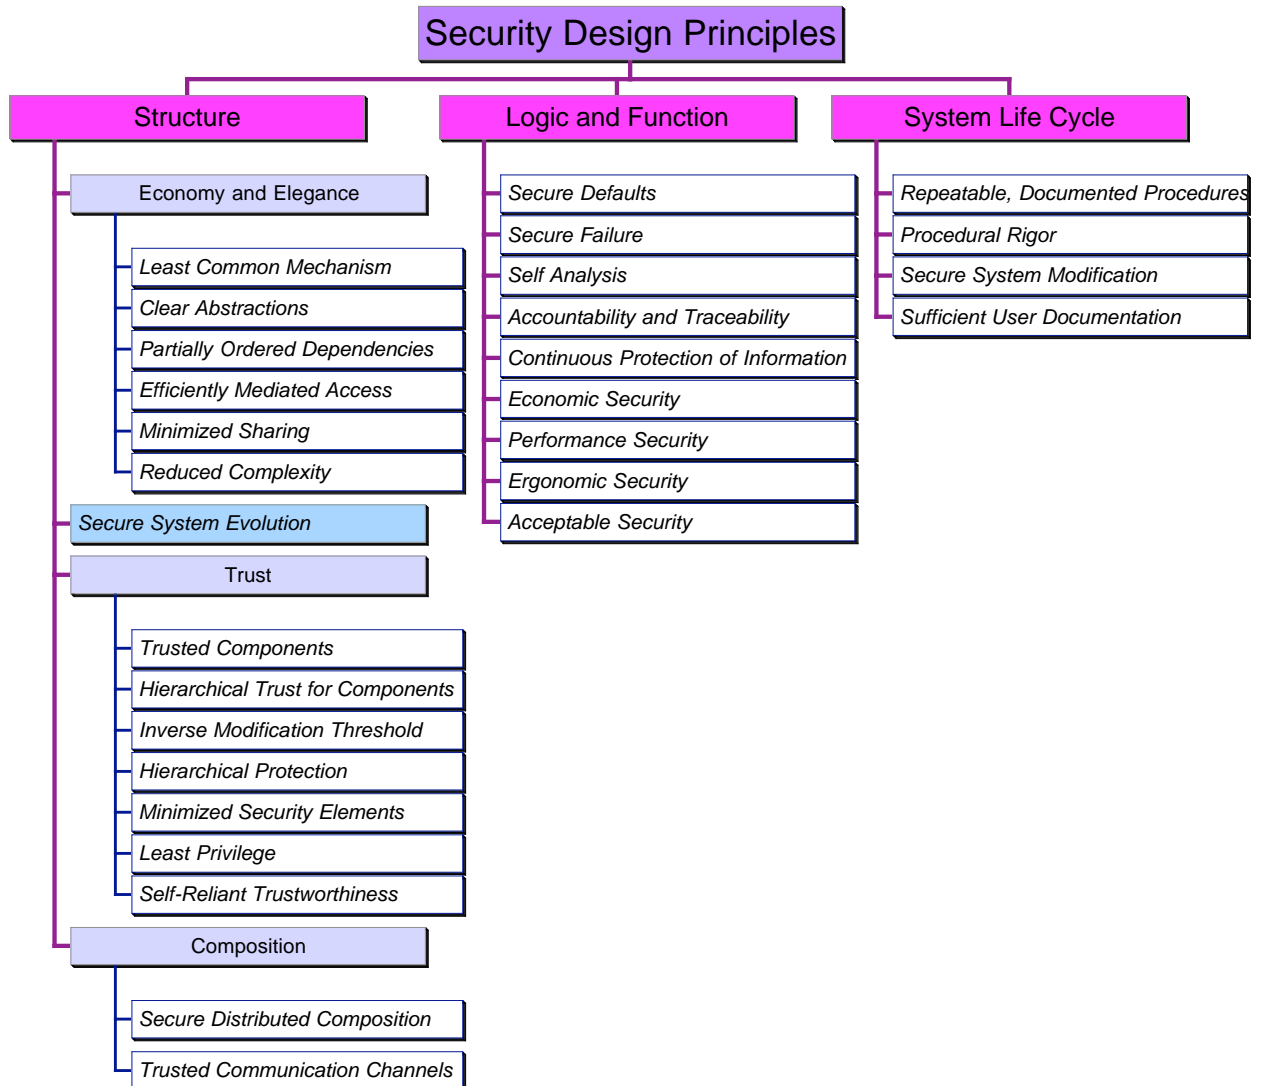 Security Design Principles
Structure
Economy and Elegance
Least Common Mechanism
Clear Abstractions
Partially Ordered Dependencies
Efficiently Mediated Access
Minimized Sharing
Reduced Complexity
Secure System Evolution
Trust
Trusted Components
Hierarchical Trust for Components
Inverse Modification Threshold
Hierarchical Protection
Minimized Security Elements
Least Privilege
Self-Reliant Trustworthiness
Composition
Secure Distributed Composition
Trusted Communication Channels
Logic and Function
Secure Defaults
Secure Failure
Self Analysis
Accountability and Traceability
Continuous Protection of Information
Economic Security
Performance Security
Ergonomic Security
Acceptable Security
System Life Cycle
Repeatable, Documented Procedures
Procedural Rigor
Secure System Modification
Sufficient User Documentation